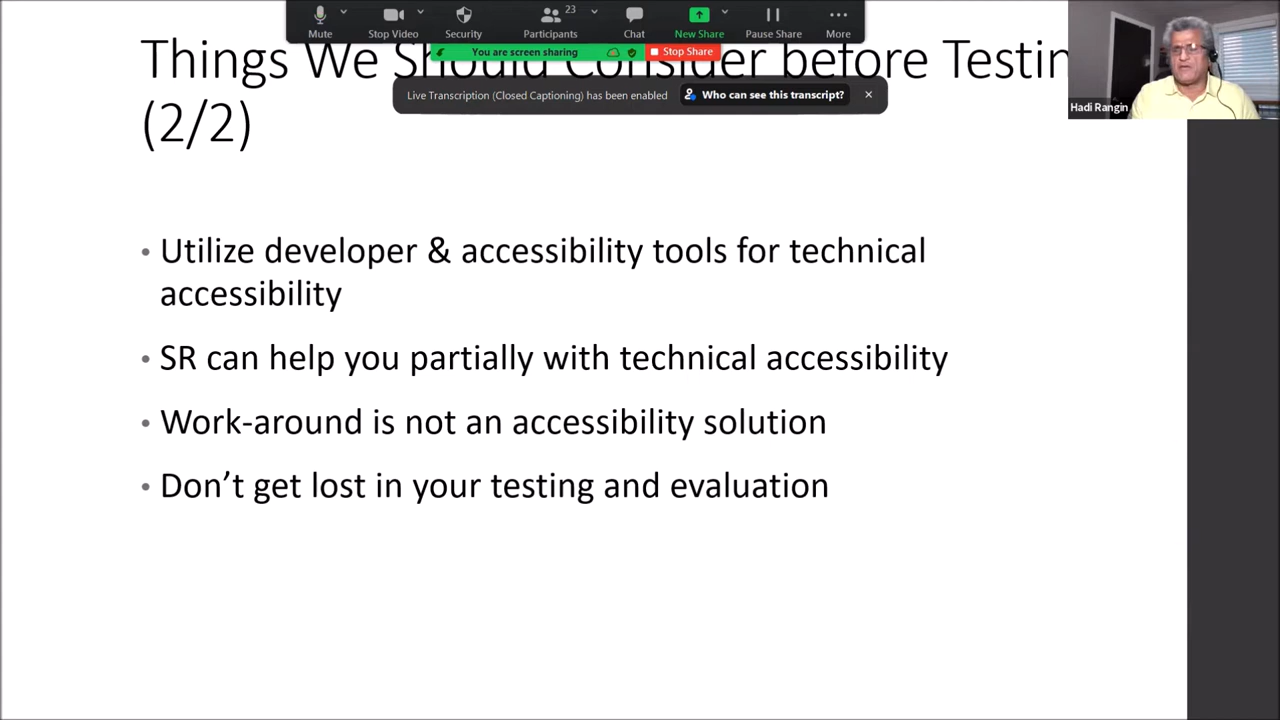 23
Mute Stop Video Security Participants Chat New Share Pause Share More
You are screen sharing Stop Share
Things We Should Consider before Testin
Live Transcription (Closed Captioning) has been enabled Who can see this transcript?
Hadi Rangin
(2/2)
• Utilize developer & accessibility tools for technical
accessibility
• SR can help you partially with technical accessibility
• Work-around is not an accessibility solution
• Don’t get lost in your testing and evaluation